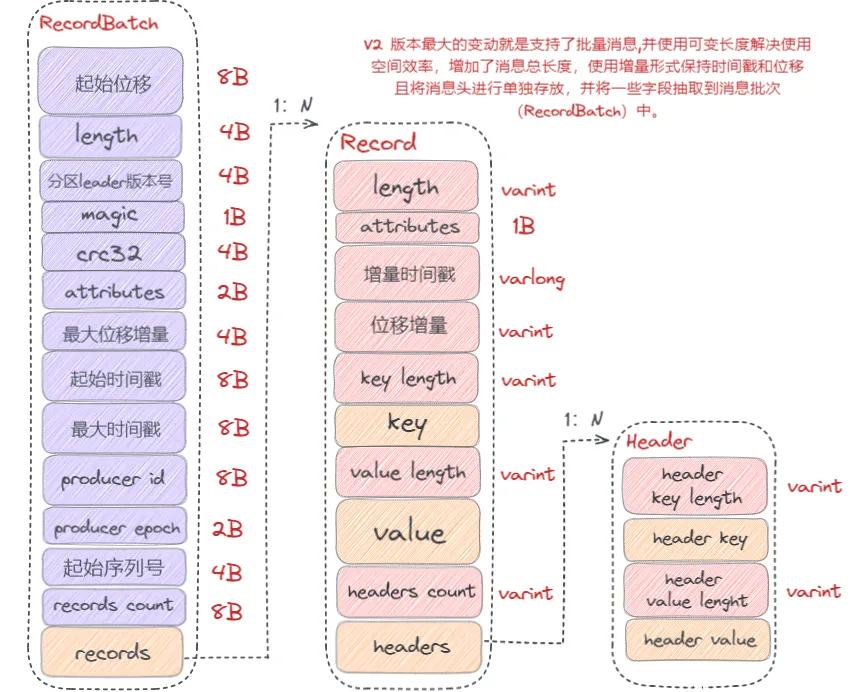 RecordBatch
起始位移
8B
length
4B
分区leader版本号
4B
magic
1B
crc32
4B
attributes
2B
最大位移增量
4B
起始时间戳
8B
最大时间戳
8B
producer id
8B
producer epoch
2B
起始序列号
4B
records count
8B
records
V2 版本最大的变动就是支持了批量消息,并使用可变长度解决使用
空间效率，增加了消息总长度，使用增量形式保持时间戳和位移
且将消息头进行单独存放，并将一些字段抽取到消息批次
（RecordBatch）中。
1: N
Record
length
varint
attributes
1B
增量时间戳
varlong
位移增量
varint
key length
varint
key
value length
varint
value
headers count
varint
headers
1: N
Header
header
key length
varint
header key
header
value lenght
varint
header value